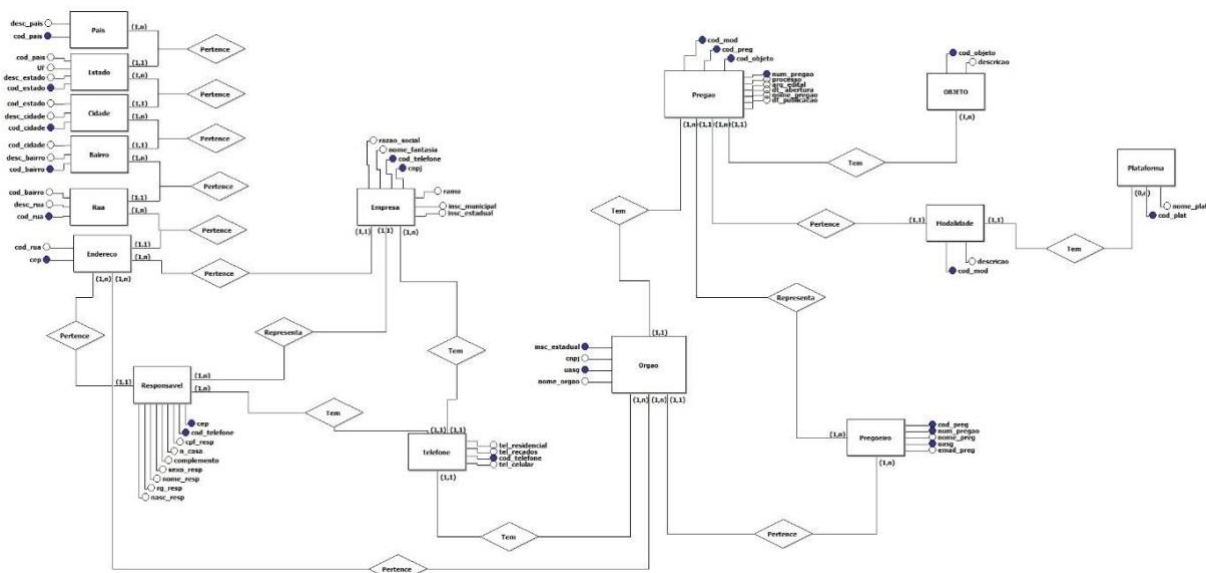 desc_pais
cod_pais
Pais
(1,n)
Pertence
cod_pais
UF
desc_estado
cod_estado
Estado
(1,1)
(1,n)
Pertence
cod_estado
desc_cidade
cod_cidade
Cidade
(1,1)
(1,n)
Pertence
cod_cidade
desc_bairro
cod_bairro
Bairro
(1,1)
(1,n)
Pertence
cod_bairro
desc_rua
cod_rua
Rua
(1,1)
(1,n)
Pertence
cod_rua
cep
Endereco
(1,1)
(1,n)
(1,n)
(1,n)
Pertence
razao_social
nome_fantasia
cod_telefone
cnpj
ramo
insc_municipal
insc_estadual
Empresa
(1,1)
(1,1)
(1,n)
Pertence
Representa
Tem
(1,1)
Responsavel
(1,n)
(1,n)
Tem
cep
cod_telefone
cpf_resp
n_casa
complemento
sexo_resp
nome_resp
rg_resp
nasc_resp
(1,1)
(1,1)
telefone
tel_residencial
tel_recados
cod_telefone
tel_celular
(1,1)
Tem
Pertence
cod_mod
cod_preg
cod_objeto
Pregao
num_pregao
processo
arq_edital
dt_abertura
nome_pregao
dt_publicacao
(1,n)
(1,1)
(1,n)
(1,1)
cod_objeto
descricao
OBJETO
(1,n)
Tem
Plataforma
nome_plat
cod_plat
Tem
Pertence
(1,1)
Modalidade
(1,1)
descricao
cod_mod
Tem
Representa
(1,1)
insc_estadual
cnpj
uasg
nome_orgao
Orgao
(1,n)
(1,n)
(1,1)
(1,n)
Pregoeiro
cod_preg
num_pregao
nome_preg
uasg
email_preg
(1,n)
Pertence